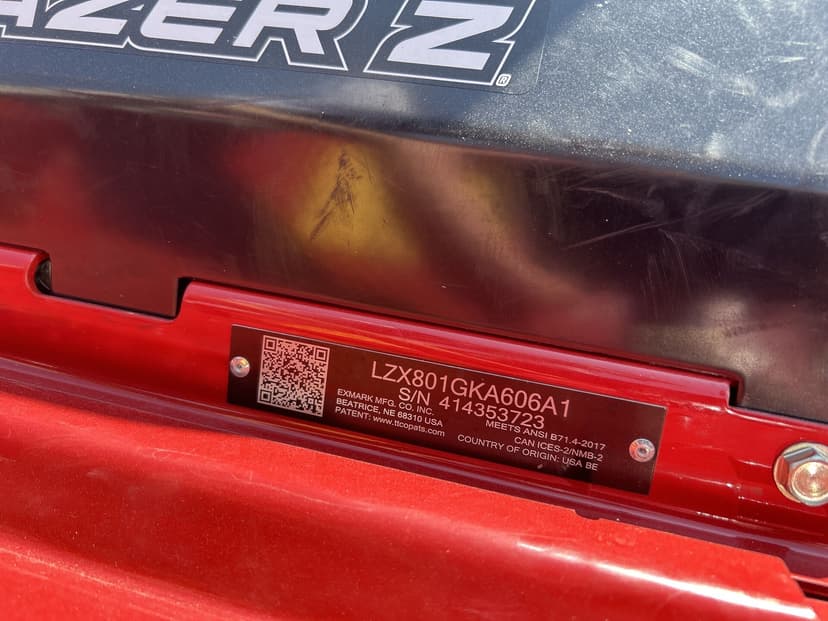 AZER Z®
LZX801GKA606A1
S/N 414353723
EXMARK MFG. CO. INC.
BEATRICE, NE 68310 USA
PATENT: www.ttcopats.com
MEETS ANSI B71.4-2017
CAN ICES-2/NMB-2
COUNTRY OF ORIGIN: USA BE